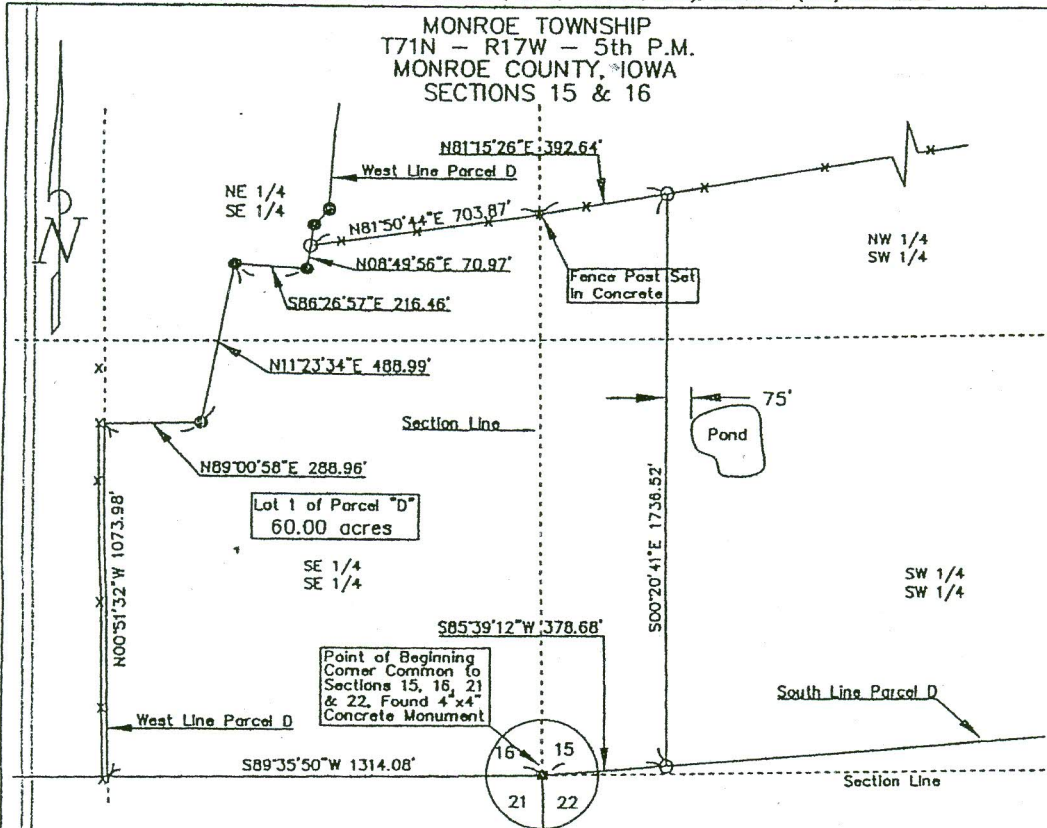 MONROE TOWNSHIP
T71N - R17W - 5th P.M.
MONROE COUNTY, IOWA
SECTIONS 15 & 16
N81°15'26"E 392.64'
West Line Parcel D
NE 1/4
SE 1/4
N81°50'44"E 703.87'
NW 1/4
SW 1/4
N
N08°49'56"E 70.97'
Fence Post Set
In Concrete
S86°26'57"E 216.46'
N11°23'34"E 488.99'
75'
Section Line
Pond
N89°00'58"E 288.96'
Lot 1 of Parcel "D"
60.00 acres
N00°51'32"W 1073.98'
SE 1/4
SE 1/4
S00°20'41"E 1736.52'
SW 1/4
SW 1/4
S85°39'12"W 378.68'
Point of Beginning
Corner Common to
Sections 15, 16, 21
& 22, Found 4"x4"
Concrete Monument
South Line Parcel D
West Line Parcel D
16 15
S89°35'50"W 1314.08'
Section Line
21 22